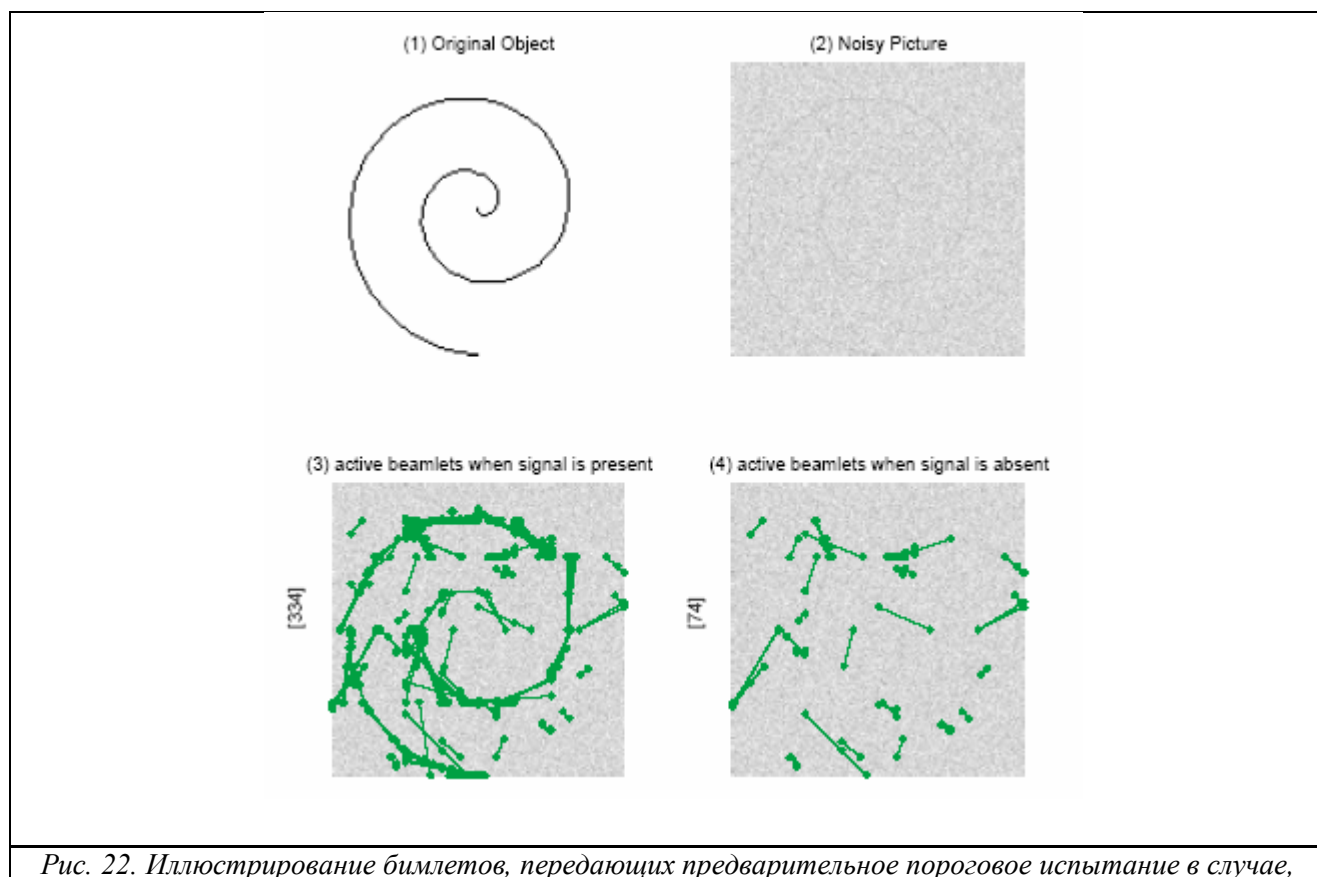 (1) Original Object
(2) Noisy Picture
(3) active beamlets when signal is present
(4) active beamlets when signal is absent
[334]
[74]
Рис. 22. Иллюстрирование бимлетов, передающих предварительное пороговое испытание в случае,